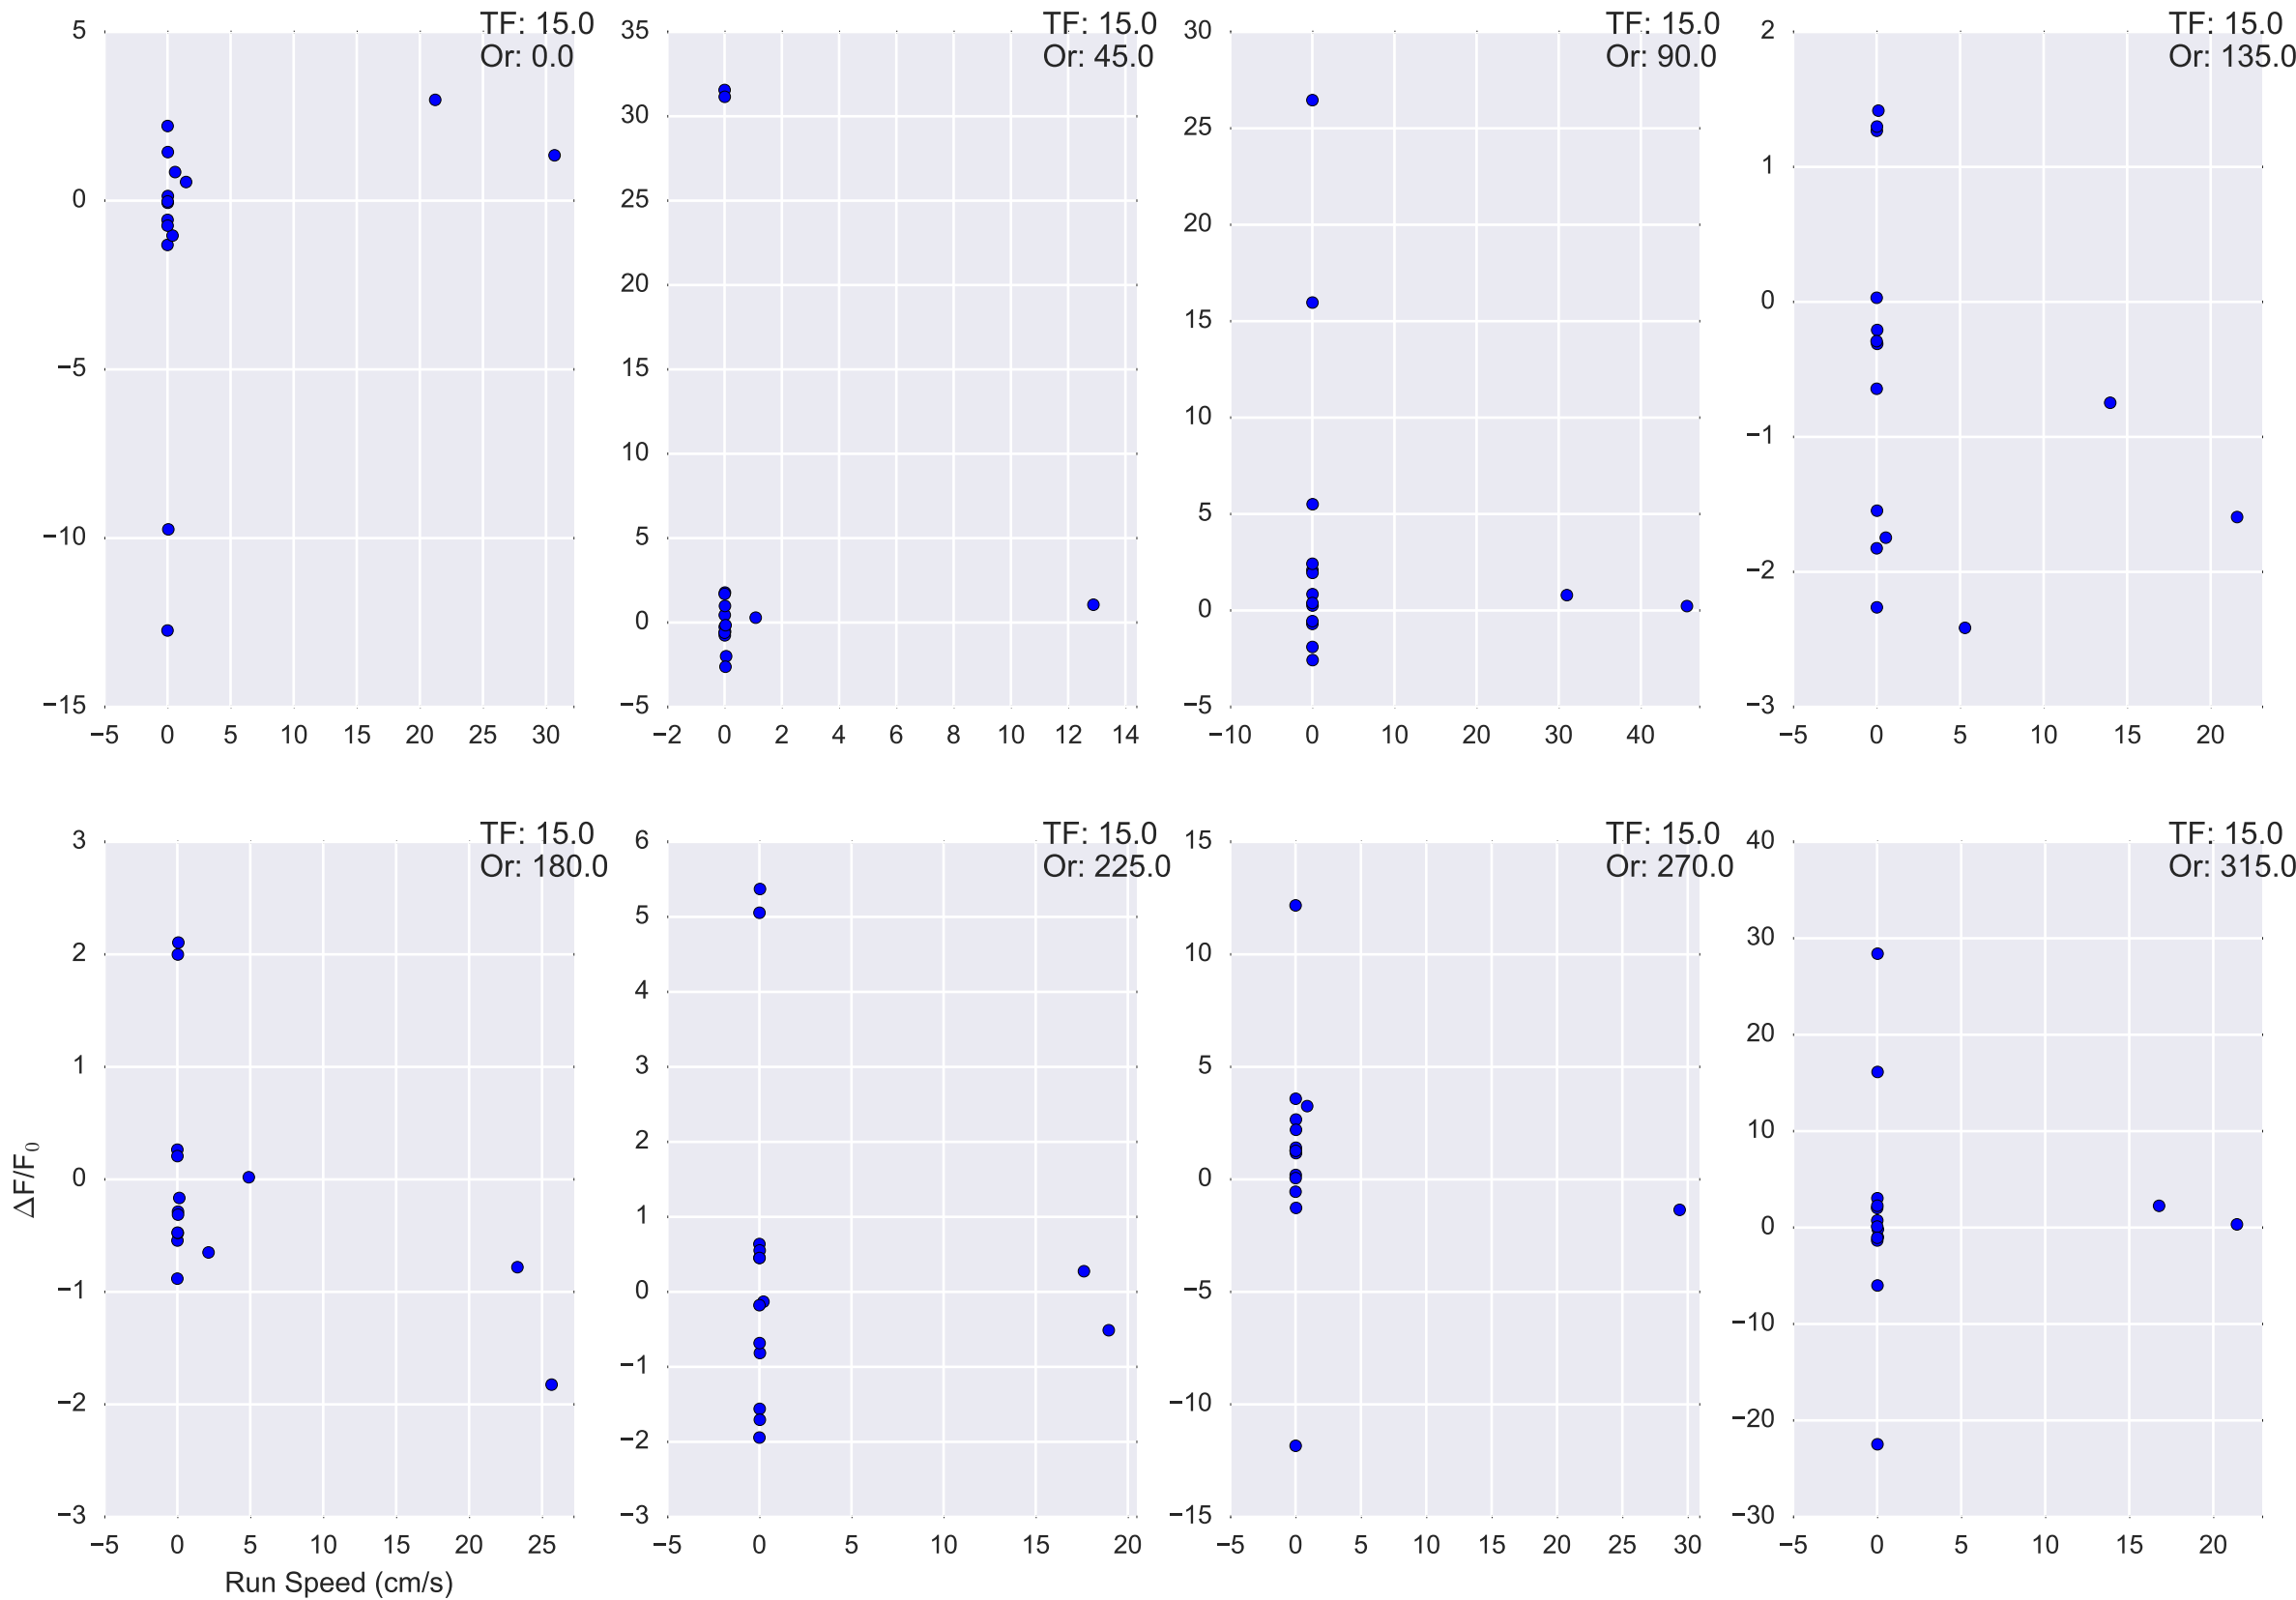 TF: 15.0
Or: 0.0
5
0
−5
−10
−15
−5 0 5 10 15 20 25 30
TF: 15.0
Or: 45.0
35
30
25
20
15
10
5
0
−5
−2 0 2 4 6 8 10 12 14
TF: 15.0
Or: 90.0
30
25
20
15
10
5
0
−5
−10 0 10 20 30 40
TF: 15.0
Or: 135.0
2
1
0
−1
−2
−3
−5 0 5 10 15 20
TF: 15.0
Or: 180.0
3
2
1
0
−1
−2
−3
−5 0 5 10 15 20 25
Run Speed (cm/s)
ΔF/F₀
TF: 15.0
Or: 225.0
6
5
4
3
2
1
0
−1
−2
−3
−5 0 5 10 15 20
TF: 15.0
Or: 270.0
15
10
5
0
−5
−10
−15
−5 0 5 10 15 20 25 30
TF: 15.0
Or: 315.0
40
30
20
10
0
−10
−20
−30
−5 0 5 10 15 20